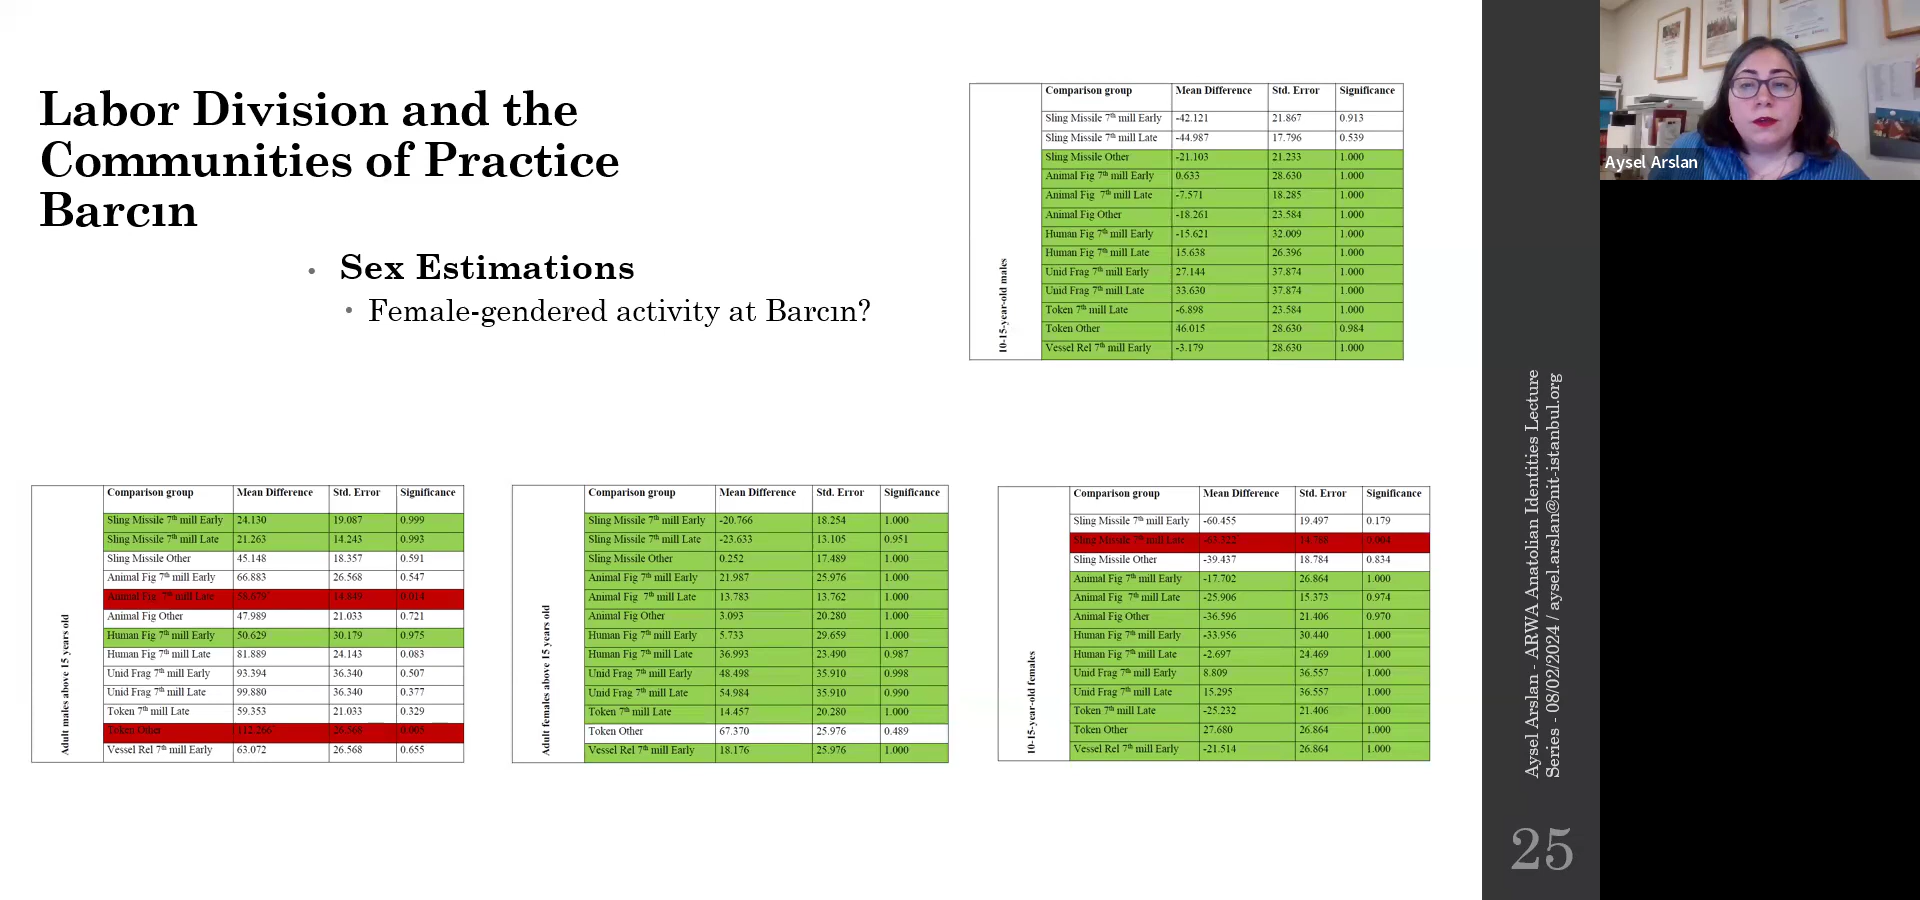 Labor Division and the
Communities of Practice
Barcın
• Sex Estimations
• Female-gendered activity at Barcın?
10-15-year-old males
Comparison group Mean Difference Std. Error Significance
Sling Missile 7th mill Early -42.121 21.867 0.913
Sling Missile 7th mill Late -44.987 17.796 0.539
Sling Missile Other -21.103 21.233 1.000
Animal Fig 7th mill Early 0.633 28.630 1.000
Animal Fig 7th mill Late -7.571 18.285 1.000
Animal Fig Other -18.261 23.584 1.000
Human Fig 7th mill Early -15.621 32.009 1.000
Human Fig 7th mill Late 15.638 26.396 1.000
Unid Frag 7th mill Early 27.144 37.874 1.000
Unid Frag 7th mill Late 33.630 37.874 1.000
Token 7th mill Late -6.898 23.584 1.000
Token Other 46.015 28.630 0.984
Vessel Rel 7th mill Early -3.179 28.630 1.000
Adult males above 15 years old
Comparison group Mean Difference Std. Error Significance
Sling Missile 7th mill Early 24.130 19.087 0.999
Sling Missile 7th mill Late 21.263 14.243 0.993
Sling Missile Other 45.148 18.357 0.591
Animal Fig 7th mill Early 66.883 26.568 0.547
Animal Fig 7th mill Late 58.679* 14.849 0.014
Animal Fig Other 47.989 21.033 0.721
Human Fig 7th mill Early 50.629 30.179 0.975
Human Fig 7th mill Late 81.889 24.143 0.083
Unid Frag 7th mill Early 93.394 36.340 0.507
Unid Frag 7th mill Late 99.880 36.340 0.377
Token 7th mill Late 59.353 21.033 0.329
Token Other 112.266* 26.568 0.005
Vessel Rel 7th mill Early 63.072 26.568 0.655
Adult females above 15 years old
Comparison group Mean Difference Std. Error Significance
Sling Missile 7th mill Early -20.766 18.254 1.000
Sling Missile 7th mill Late -23.633 13.105 0.951
Sling Missile Other 0.252 17.489 1.000
Animal Fig 7th mill Early 21.987 25.976 1.000
Animal Fig 7th mill Late 13.783 13.762 1.000
Animal Fig Other 3.093 20.280 1.000
Human Fig 7th mill Early 5.733 29.659 1.000
Human Fig 7th mill Late 36.993 23.490 0.987
Unid Frag 7th mill Early 48.498 35.910 0.998
Unid Frag 7th mill Late 54.984 35.910 0.990
Token 7th mill Late 14.457 20.280 1.000
Token Other 67.370 25.976 0.489
Vessel Rel 7th mill Early 18.176 25.976 1.000
10-15-year-old females
Comparison group Mean Difference Std. Error Significance
Sling Missile 7th mill Early -60.455 19.497 0.179
Sling Missile 7th mill Late -63.322 14.788 0.004
Sling Missile Other -39.437 18.784 0.834
Animal Fig 7th mill Early -17.702 26.864 1.000
Animal Fig 7th mill Late -25.906 15.373 0.974
Animal Fig Other -36.596 21.406 0.970
Human Fig 7th mill Early -33.956 30.440 1.000
Human Fig 7th mill Late -2.697 24.469 1.000
Unid Frag 7th mill Early 8.809 36.557 1.000
Unid Frag 7th mill Late 15.295 36.557 1.000
Token 7th mill Late -25.232 21.406 1.000
Token Other 27.680 26.864 1.000
Vessel Rel 7th mill Early -21.514 26.864 1.000
Aysel Arslan - ARWA Anatolian Identities Lecture
Series - 08/02/2024 / aysel.arslan@nit-istanbul.org
25
Aysel Arslan